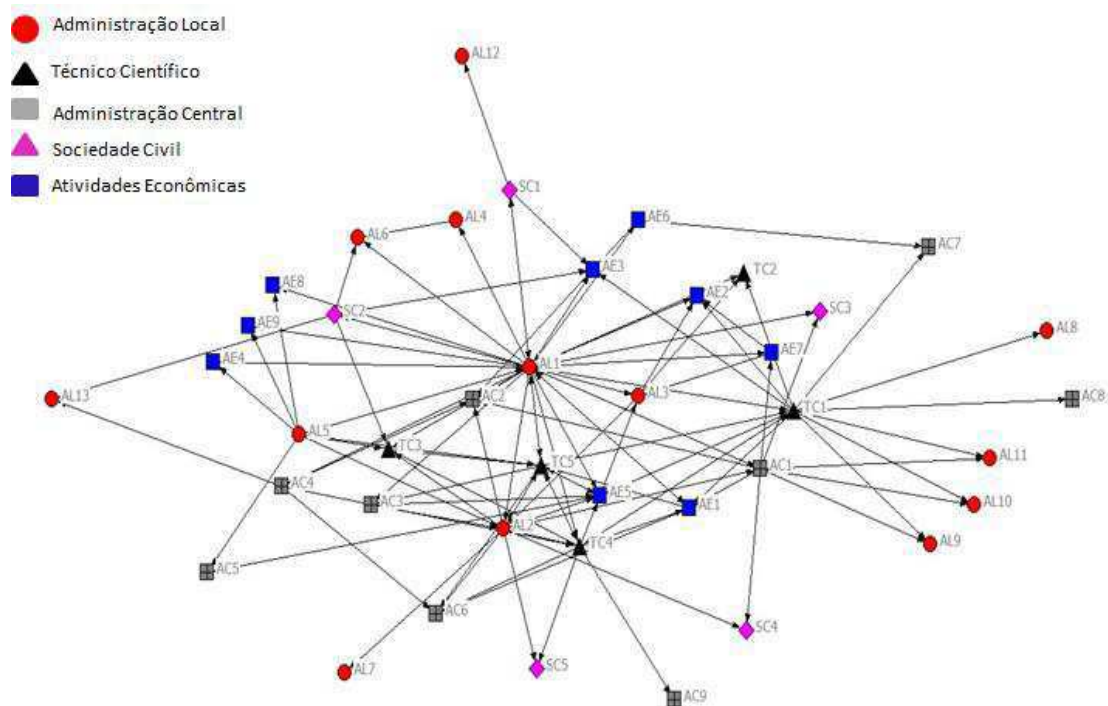 Administração Local
Técnico Científico
Administração Central
Sociedade Civil
Atividades Econômicas
AL12
SC1
AL4
AE6
AL6
AC7
AE3
TC2
AE8
AE2
SC2
SC3
AE9
AL8
AE7
AE4
AL1
AL13
AC2
AL3
AC8
TC1
AL5
TC3
AL11
TC5
AC1
AC4
AE5
AC3
AL10
AE1
AL2
AL9
TC4
AC5
AC6
SC4
SC5
AL7
AC9